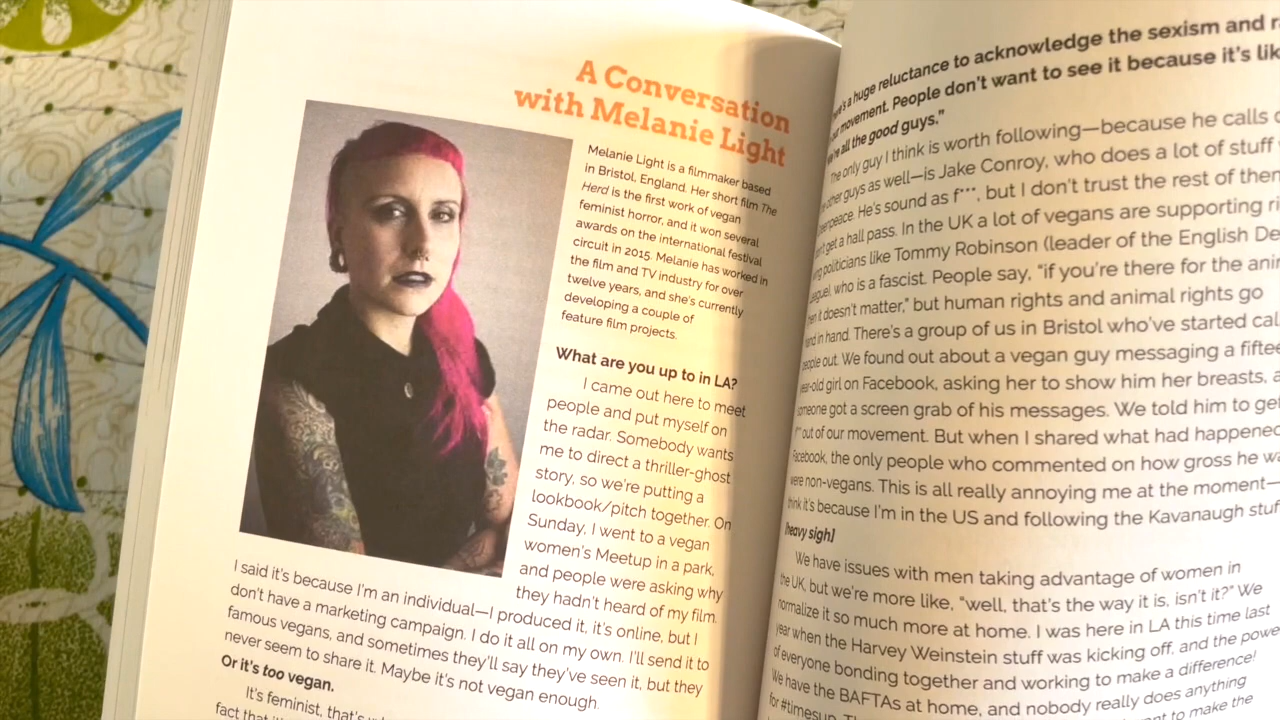 A Conversation
with Melanie Light
Melanie Light is a filmmaker based
in Bristol, England. Her short film The
Herd is the first work of vegan
feminist horror, and it won several
awards on the international festival
circuit in 2015. Melanie has worked in
the film and TV industry for over
twelve years, and she's currently
developing a couple of
feature film projects.
What are you up to in LA?
I came out here to meet
people and put myself on
the radar. Somebody wants
me to direct a thriller-ghost
story, so we're putting a
lookbook/pitch together. On
Sunday, I went to a vegan
women's Meetup in a park,
and people were asking why
they hadn't heard of my film.
I said it's because I'm an individual—I produced it, it's online, but I
don't have a marketing campaign. I do it all on my own. I'll send it to
famous vegans, and sometimes they'll say they've seen it, but they
never seem to share it. Maybe it's not vegan enough.
Or it's too vegan.
It's feminist, that's
fact that
a huge reluctance to acknowledge the sexism and
movement. People don't want to see it because it's
all the good guys."
The only guy I think is worth following—because he calls
other guys as well—is Jake Conroy, who does a lot of stuff
He's sound as f***, but I don't trust the rest of
get a hall pass. In the UK a lot of vegans are supporting
politicians like Tommy Robinson (leader of the English
who is a fascist. People say, "if you're there for the
it doesn't matter," but human rights and animal rights go
in hand. There's a group of us in Bristol who've started
people out. We found out about a vegan guy messaging a
old girl on Facebook, asking her to show him her breasts,
someone got a screen grab of his messages. We told him to get
out of our movement. But when I shared what had happened
Facebook, the only people who commented on how gross he
were non-vegans. This is all really annoying me at the moment—
think it's because I'm in the US and following the Kavanaugh
[heavy sigh]
We have issues with men taking advantage of women in
the UK, but we're more like, "well, that's the way it is, isn't it?" We
normalize it so much more at home. I was here in LA this time last
year when the Harvey Weinstein stuff was kicking off, and the
of everyone bonding together and working to make a difference!
We have the BAFTAs at home, and nobody really does anything
for #timesup.
to make the